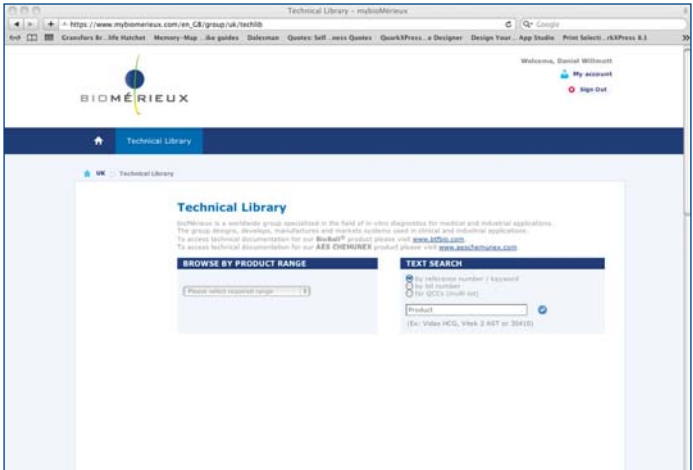 Technical Library – mybioMérieux
https://www.mybiomerieux.com/en_GB/group/uk/techlib
Google
Gransfors Br...life Hatchet Memory-Map ...ike guides Dalesman Quotes: Self ...ness Quotes QuarkXPress...e Designer Design Your... App Studio Print Selecti...rkXPress 8.5
Welcome, Daniel Willmott
My account
Sign Out
BIOMÉRIEUX
Technical Library
UK :: Technical Library
Technical Library
bioMérieux is a worldwide group specialized in the field of in vitro diagnostics for medical and industrial applications.
The group designs, develops, manufactures and markets systems used in clinical and industrial applications.
To access technical documentation for our BioBall® product please visit www.btfbio.com.
To access technical documentation for our AES CHEMUNEX product please visit www.aeschemunex.com
BROWSE BY PRODUCT RANGE
Please select required range
TEXT SEARCH
by reference number / keyword
by lot number
for QCCs (multi-lot)
Product
(Ex: Vidas HCG, Vitek 2 AST or 30410)